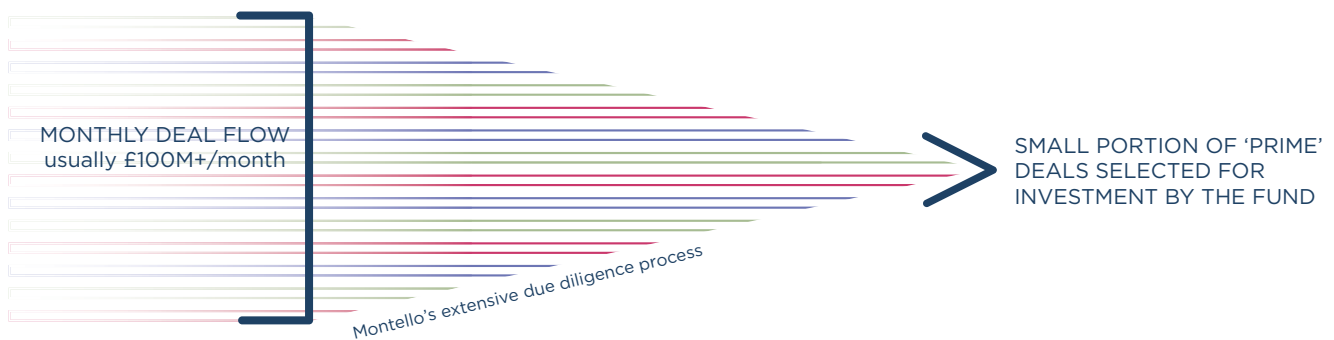 MONTHLY DEAL FLOW
usually £100M+/month
Montello’s extensive due diligence process
SMALL PORTION OF ‘PRIME’
DEALS SELECTED FOR
INVESTMENT BY THE FUND